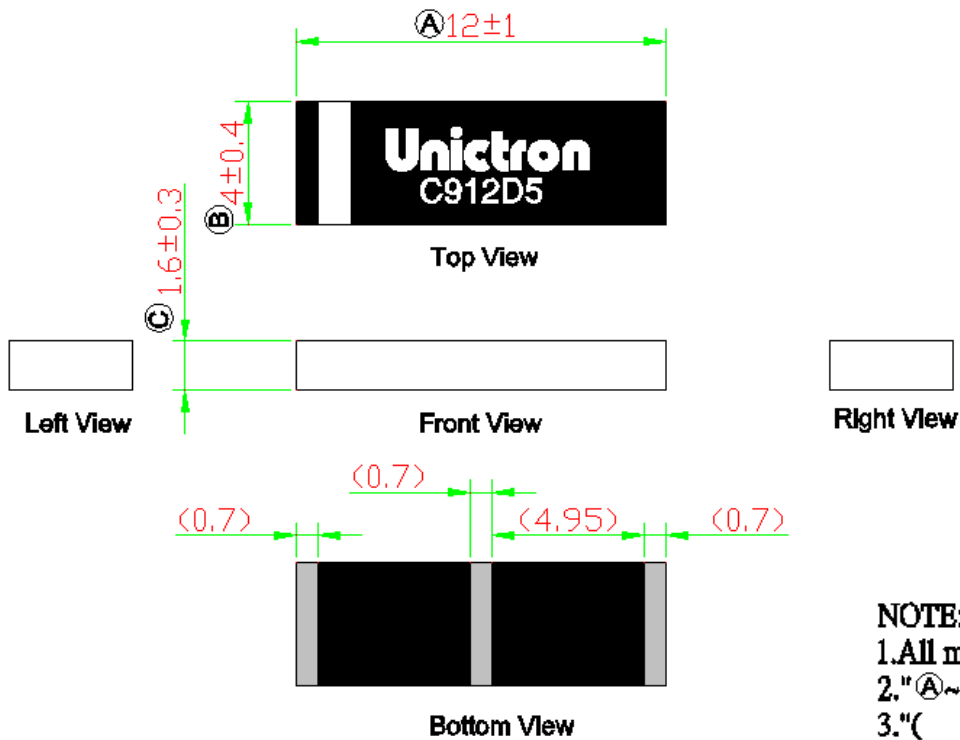 Ⓐ12±1
Ⓑ4±0.4
Unictron
C912D5
Top View
Ⓒ1.6±0.3
Left View
Front View
Right View
(0.7)
(0.7)
(4.95)
(0.7)
Bottom View
NOTE:
1.All
2."Ⓐ~
3."(